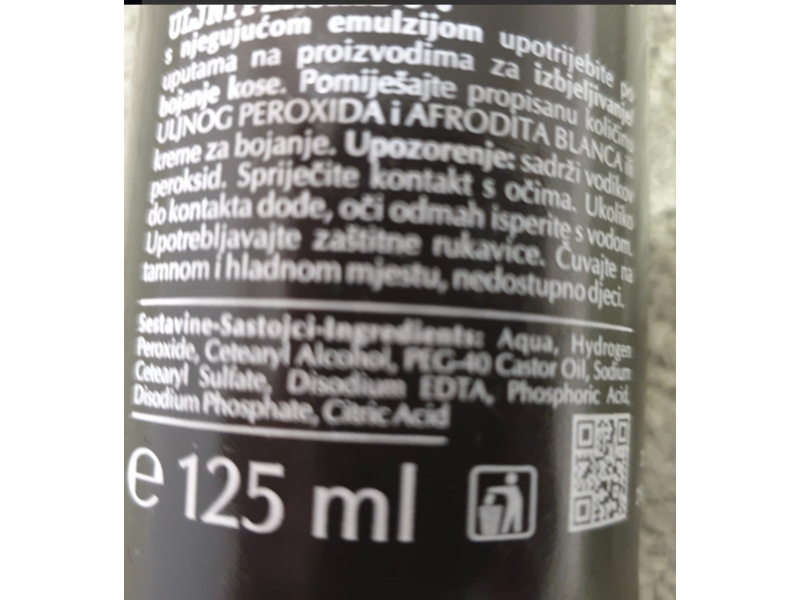 ULJNI
s njegujućom emulzijom upotrijebite po
uputama na proizvodima za izbjeljivanje/
bojanje kose. Pomiješajte propisanu količinu
ULJNOG PEROXIDA i AFRODITA BLANCA ili
kreme za bojanje. Upozorenje: sadrži vodikov
peroksid. Spriječite kontakt s očima. Ukoliko
do kontakta dođe, oči odmah isperite s vodom.
Upotrebljavajte zaštitne rukavice. Čuvajte na
tamnom i hladnom mjestu, nedostupno djeci.
Sestavine-Sastojci-Ingredients: Aqua, Hydrogen
Peroxide, Cetearyl Alcohol, PEG-40 Castor Oil, Sodium
Cetearyl Sulfate, Disodium EDTA, Phosphoric Acid,
Disodium Phosphate, Citric Acid
e 125 ml